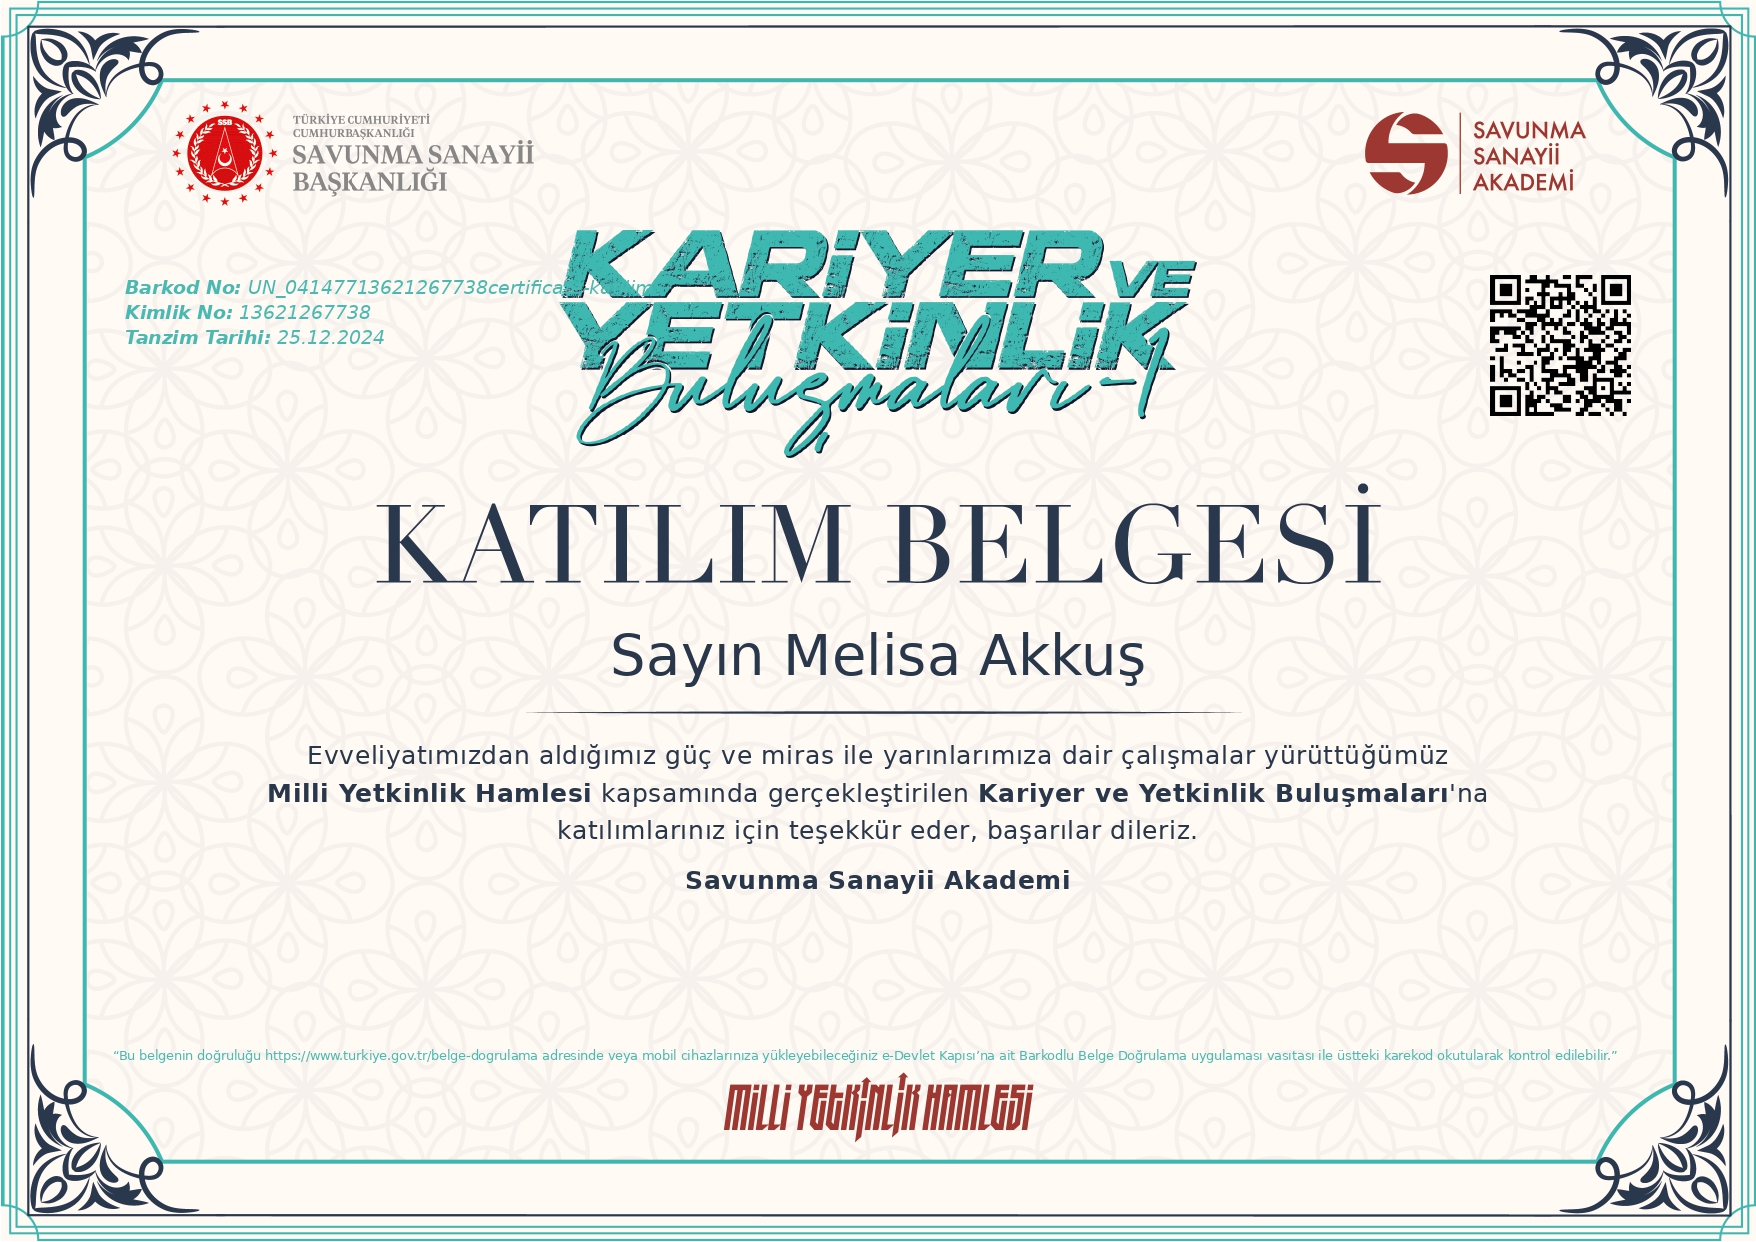 SSB
TÜRKİYE CUMHURİYETİ
CUMHURBAŞKANLIĞI
SAVUNMA SANAYİİ
BAŞKANLIĞI
SAVUNMA
SANAYİİ
AKADEMİ
KARİYER VE
YETKİNLİK
Buluşmaları-1
Barkod No:
Kimlik No: 13621267738
Tanzim Tarihi: 25.12.2024
KATILIM BELGESİ
Sayın Melisa Akkuş
Evveliyatımızdan aldığımız güç ve miras ile yarınlarımıza dair çalışmalar yürüttüğümüz
Milli Yetkinlik Hamlesi kapsamında gerçekleştirilen Kariyer ve Yetkinlik Buluşmaları'na
katılımlarınız için teşekkür eder, başarılar dileriz.
Savunma Sanayii Akademi
“Bu belgenin doğruluğu https://www.turkiye.gov.tr/belge-dogrulama adresinde veya mobil cihazlarınıza yükleyebileceğiniz e-Devlet Kapısı’na ait Barkodlu Belge Doğrulama uygulaması vasıtası ile üstteki karekod okutularak kontrol edilebilir.”
MİLLİ YETKİNLİK HAMLESİ